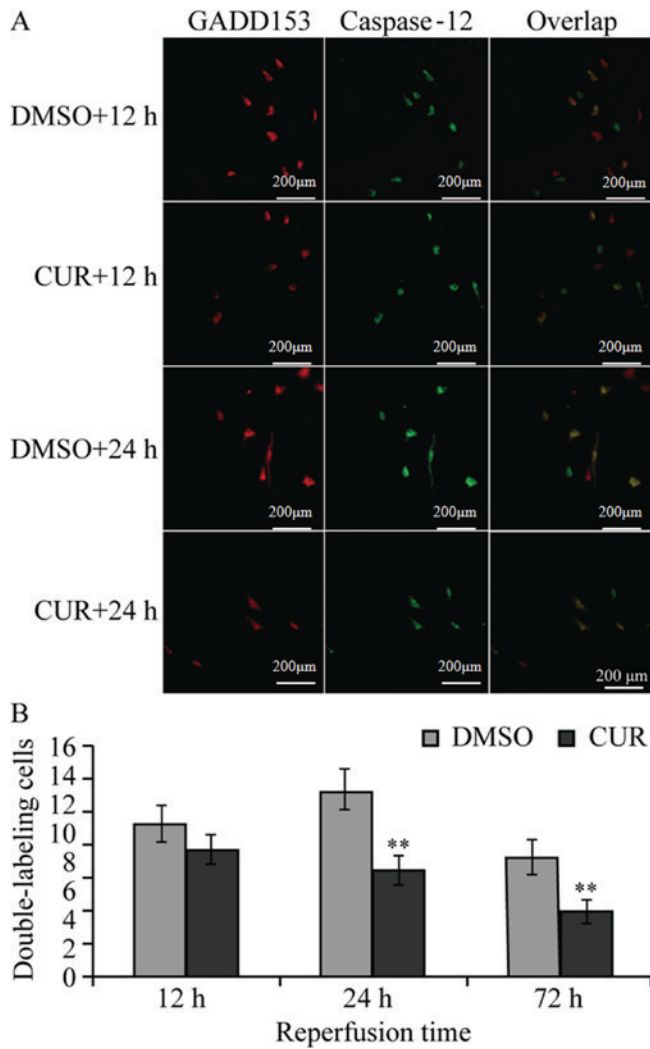 A GADD153 Caspase-12 Overlap
DMSO+12 h
200μm 200μm 200μm
CUR+12 h
200μm 200μm 200μm
DMSO+24 h
200μm 200μm 200μm
CUR+24 h
200μm 200μm 200 μm
B
DMSO CUR
Double-labeling cells
16
14
12
10
8
6
4
2
0
** **
12 h 24 h 72 h
Reperfusion time